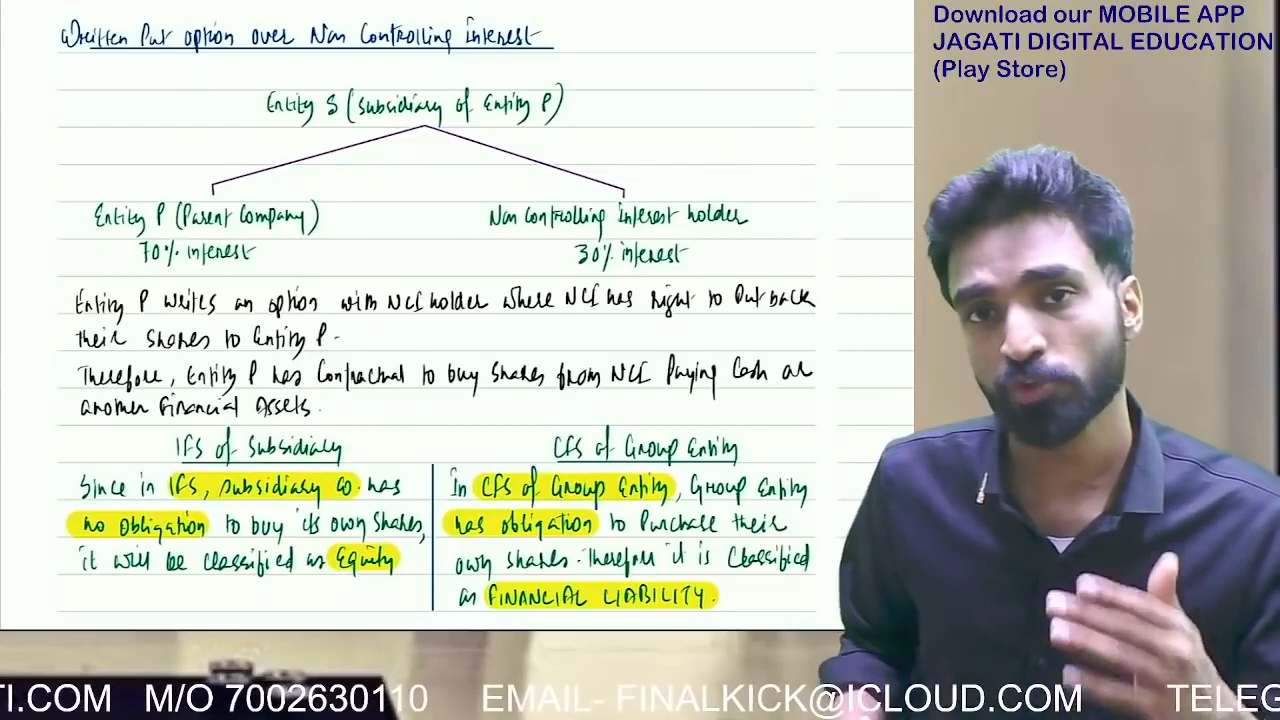 Written Put option over Non Controlling Interest
Entity S (Subsidiary of Entity P)
Entity P (Parent Company)
70% interest
Non Controlling Interest holder
30% interest
Entity P writes an option with NCI holder where NCI has right to Put back
their shares to Entity P.
Therefore, Entity P has Contractual to buy shares from NCI Paying Cash or
another Financial Assets.
IFS of Subsidiary
Since in IFS, Subsidiary Co. has
no obligation to buy its own shares,
it will be classified as Equity
CFS of Group Entity
In CFS of Group Entity, Group Entity
has obligation to Purchase their
own shares. Therefore it is Classified
as FINANCIAL LIABILITY.
Download our MOBILE APP
JAGATI DIGITAL EDUCATION
(Play Store)
TI.COM M/O 7002630110 EMAIL- FINALKICK@ICLOUD.COM TELEG